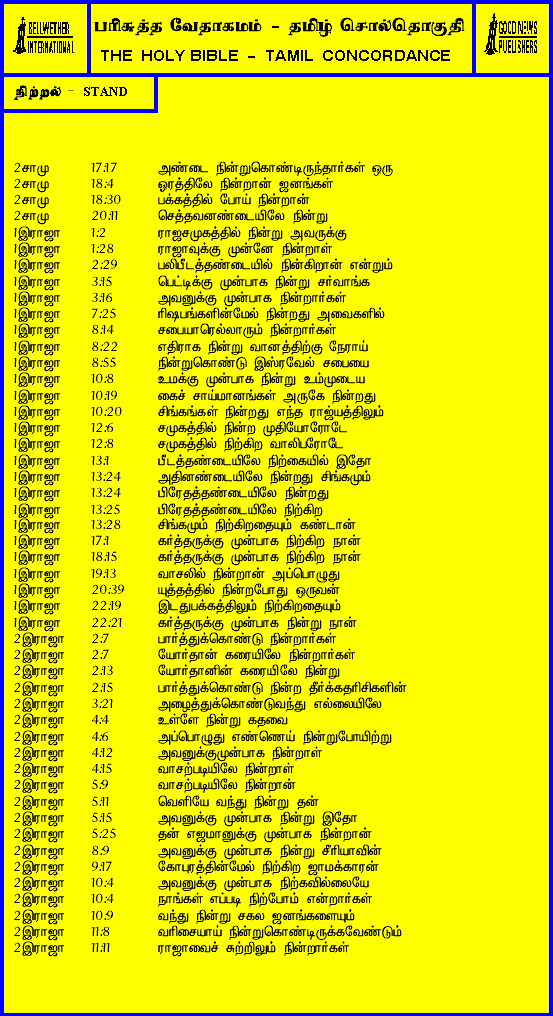 BELLWETHER
INTERNATIONAL
பரிசுத்த வேதாகமம் - தமிழ் சொல்தொகுதி
THE HOLY BIBLE - TAMIL CONCORDANCE
GOOD NEWS
PUBLISHERS
நிற்றல் - STAND
2சாமு 17:17 அண்டை நின்றுகொண்டிருந்தார்கள் ஒரு
2சாமு 18:4 ஓரத்திலே நின்றான் ஜனங்கள்
2சாமு 18:30 பக்கத்தில் போய் நின்றான்
2சாமு 20:11 செத்தவனண்டையிலே நின்று
1இராஜா 1:2 ராஜசமுகத்தில் நின்று அவருக்கு
1இராஜா 1:28 ராஜாவுக்கு முன்னே நின்றாள்
1இராஜா 2:29 பலிபீடத்தண்டையில் நின்கிறான் என்றும்
1இராஜா 3:15 பெட்டிக்கு முன்பாக நின்று சர்வாங்க
1இராஜா 3:16 அவனுக்கு முன்பாக நின்றார்கள்
1இராஜா 7:25 ரிஷபங்களின்மேல் நின்றது அவைகளில்
1இராஜா 8:14 சபையாரெல்லாரும் நின்றார்கள்
1இராஜா 8:22 எதிராக நின்று வானத்திற்கு நேராய்
1இராஜா 8:55 நின்றுகொண்டு இஸ்ரவேல் சபையை
1இராஜா 10:8 உமக்கு முன்பாக நின்று உம்முடைய
1இராஜா 10:19 கைச் சாய்மானங்கள் அருகே நின்றது
1இராஜா 10:20 சிங்கங்கள் நின்றது எந்த ராஜ்யத்திலும்
1இராஜா 12:6 சமுகத்தில் நின்ற முதியோரோடே
1இராஜா 12:8 சமுகத்தில் நிற்கிற வாலிபரோடே
1இராஜா 13:1 பீடத்தண்டையிலே நிற்கையில் இதோ
1இராஜா 13:24 அதினண்டையிலே நின்றது சிங்கமும்
1இராஜா 13:24 பிரேதத்தண்டையிலே நின்றது
1இராஜா 13:25 பிரேதத்தண்டையிலே நிற்கிற
1இராஜா 13:28 சிங்கமும் நிற்கிறதையும் கண்டான்
1இராஜா 17:1 கர்த்தருக்கு முன்பாக நிற்கிற நான்
1இராஜா 18:15 கர்த்தருக்கு முன்பாக நிற்கிற நான்
1இராஜா 19:13 வாசலில் நின்றான் அப்பொழுது
1இராஜா 20:39 யுத்தத்தில் நின்றபோது ஒருவன்
1இராஜா 22:19 இடதுபக்கத்திலும் நிற்கிறதையும்
1இராஜா 22:21 கர்த்தருக்கு முன்பாக நின்று நான்
2இராஜா 2:7 பார்த்துக்கொண்டு நின்றார்கள்
2இராஜா 2:7 யோர்தான் கரையிலே நின்றார்கள்
2இராஜா 2:13 யோர்தானின் கரையிலே நின்று
2இராஜா 2:15 பார்த்துக்கொண்டு நின்ற தீர்க்கதரிசிகளின்
2இராஜா 3:21 அழைத்துக்கொண்டுவந்து எல்லையிலே
2இராஜா 4:4 உள்ளே நின்று கதவை
2இராஜா 4:6 அப்பொழுது எண்ணெய் நின்றுபோயிற்று
2இராஜா 4:12 அவனுக்குமுன்பாக நின்றாள்
2இராஜா 4:15 வாசற்படியிலே நின்றாள்
2இராஜா 5:9 வாசற்படியிலே நின்றான்
2இராஜா 5:11 வெளியே வந்து நின்று தன்
2இராஜா 5:15 அவனுக்கு முன்பாக நின்று இதோ
2இராஜா 5:25 தன் எஜமானுக்கு முன்பாக நின்றான்
2இராஜா 8:9 அவனுக்கு முன்பாக நின்று சீரியாவின்
2இராஜா 9:17 கோபுரத்தின்மேல் நிற்கிற ஜாமக்காரன்
2இராஜா 10:4 அவனுக்கு முன்பாக நிற்கவில்லையே
2இராஜா 10:4 நாங்கள் எப்படி நிற்போம் என்றார்கள்
2இராஜா 10:9 வந்து நின்று சகல ஜனங்களையும்
2இராஜா 11:8 வரிசையாய் நின்றுகொண்டிருக்கவேண்டும்
2இராஜா 11:11 ராஜாவைச் சுற்றிலும் நின்றார்கள்